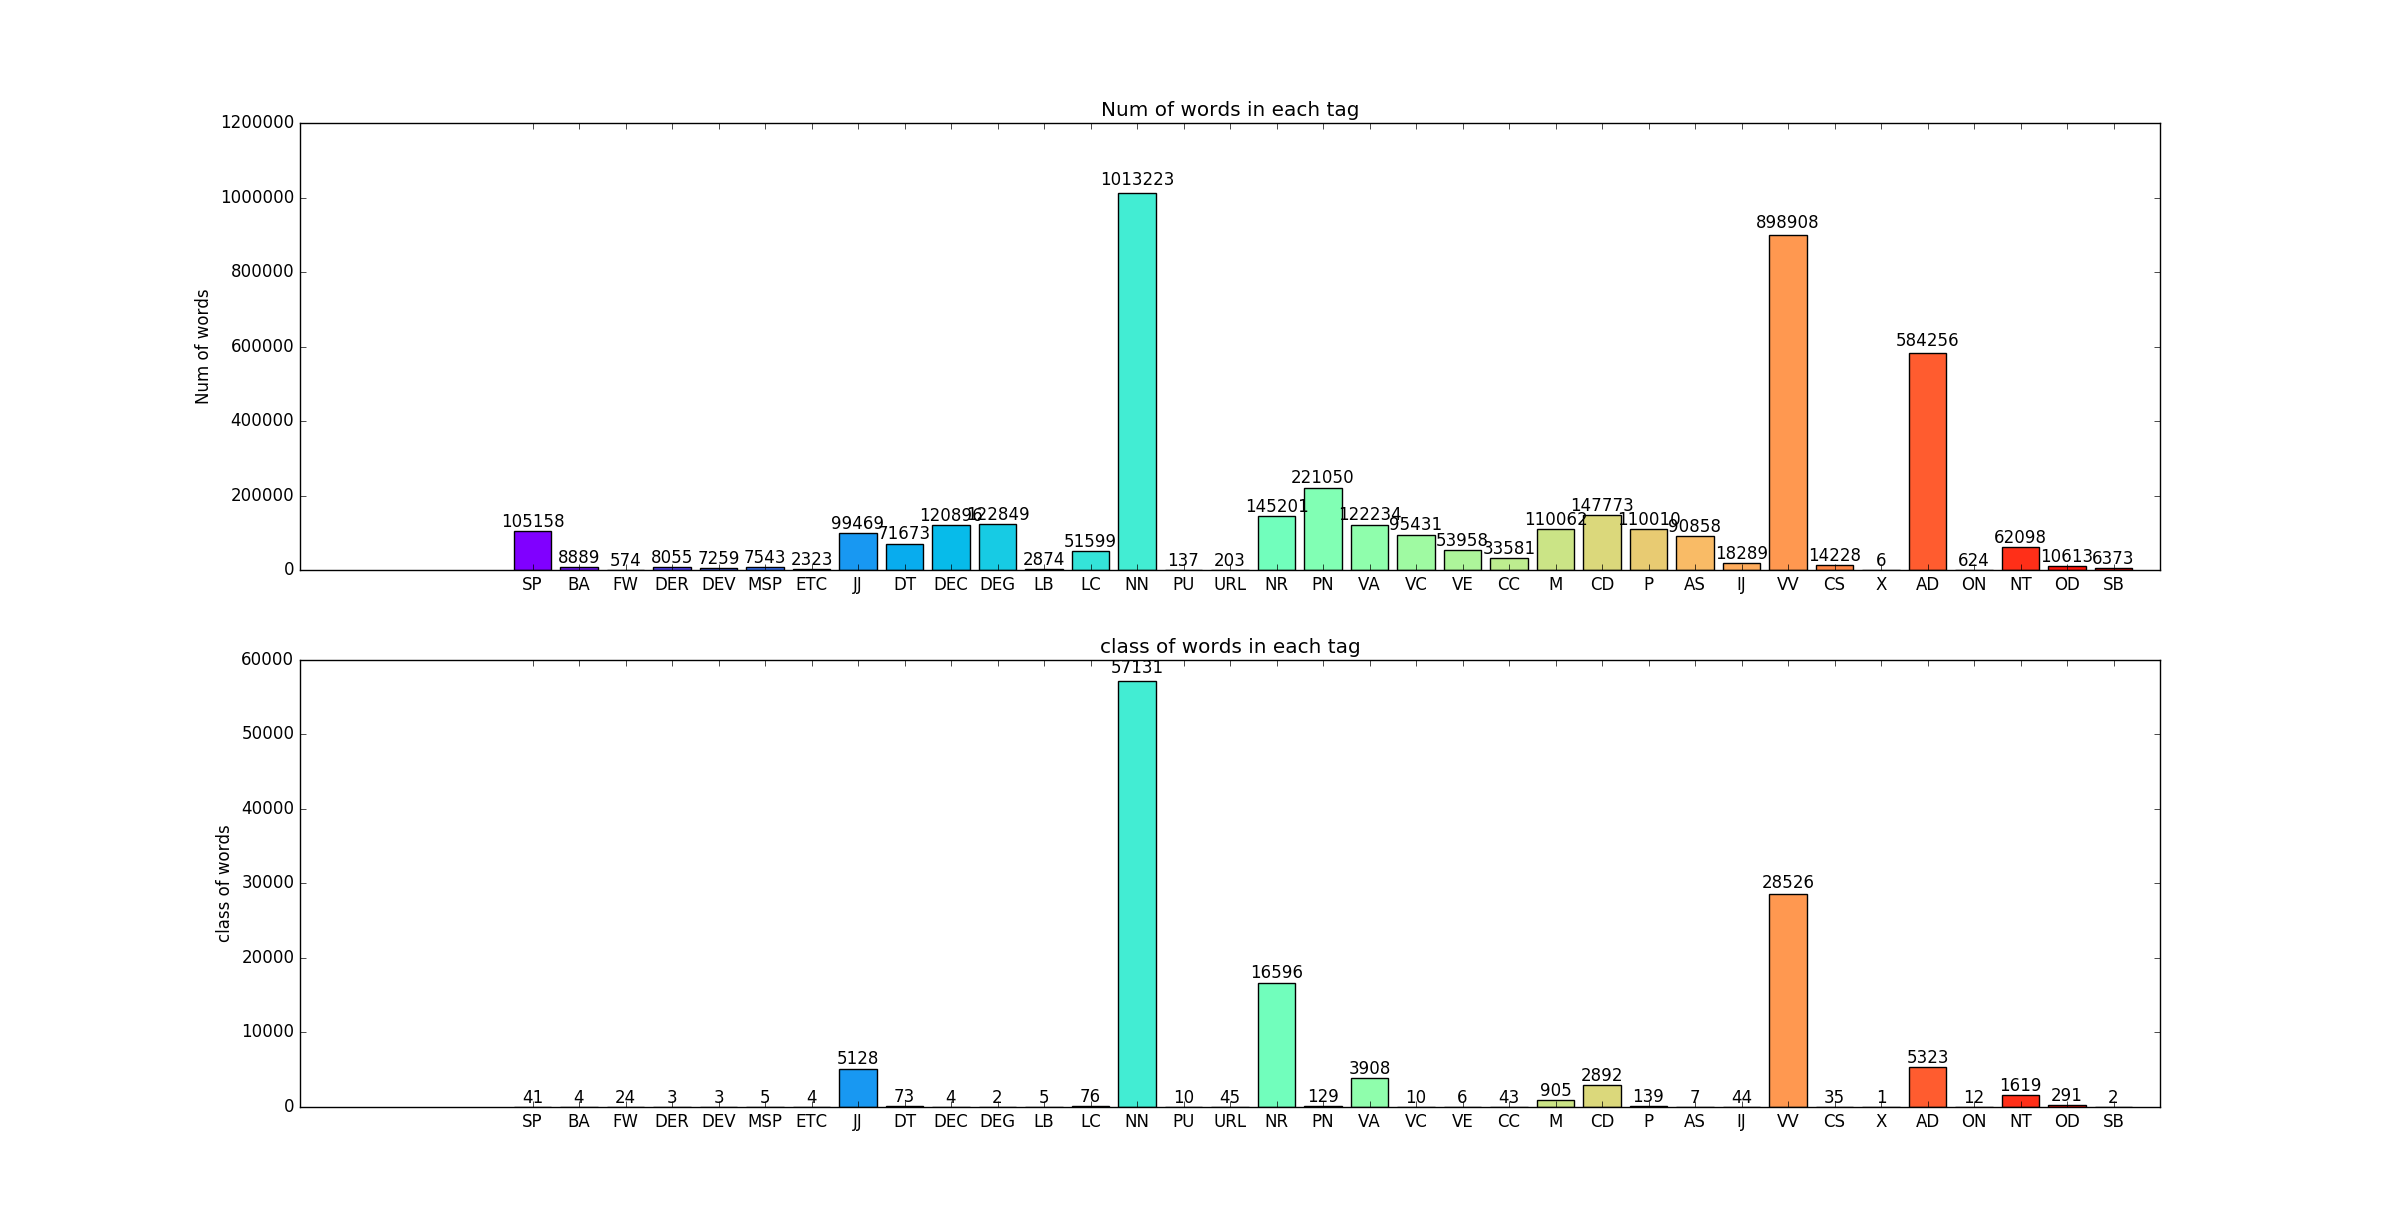 Num of words in each tag
1200000
1000000
800000
600000
400000
200000
0
Num of words
1013223
898908
584256
221050
105158 8889 574 8055 7259 7543 2323 99469 71673 120896 122849 2874 51599 137 203 145201 122234 95431 53958 33581 110062 147773 110010 90858 18289 14228 6 624 62098 10613 6373
SP BA FW DER DEV MSP ETC JJ DT DEC DEG LB LC NN PU URL NR PN VA VC VE CC M CD P AS IJ VV CS X AD ON NT OD SB
class of words in each tag
60000
50000
40000
30000
20000
10000
0
class of words
57131
28526
16596
41 4 24 3 3 5 4 5128 73 4 2 5 76 10 45 129 3908 10 6 43 905 2892 139 7 44 35 1 5323 12 1619 291 2
SP BA FW DER DEV MSP ETC JJ DT DEC DEG LB LC NN PU URL NR PN VA VC VE CC M CD P AS IJ VV CS X AD ON NT OD SB